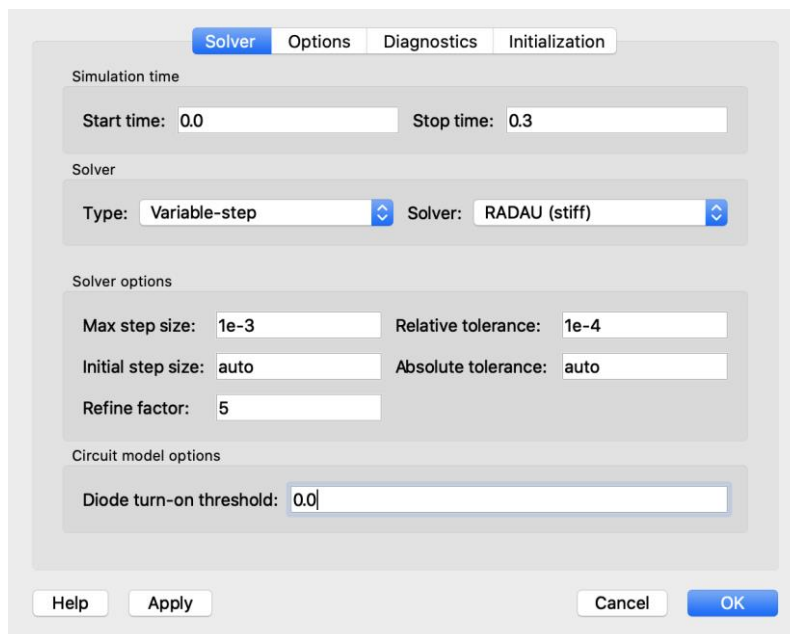 Solver Options Diagnostics Initialization
Simulation time
Start time: 0.0 Stop time: 0.3
Solver
Type: Variable-step Solver: RADAU (stiff)
Solver options
Max step size: 1e-3 Relative tolerance: 1e-4
Initial step size: auto Absolute tolerance: auto
Refine factor: 5
Circuit model options
Diode turn-on threshold: 0.0
Help Apply Cancel OK